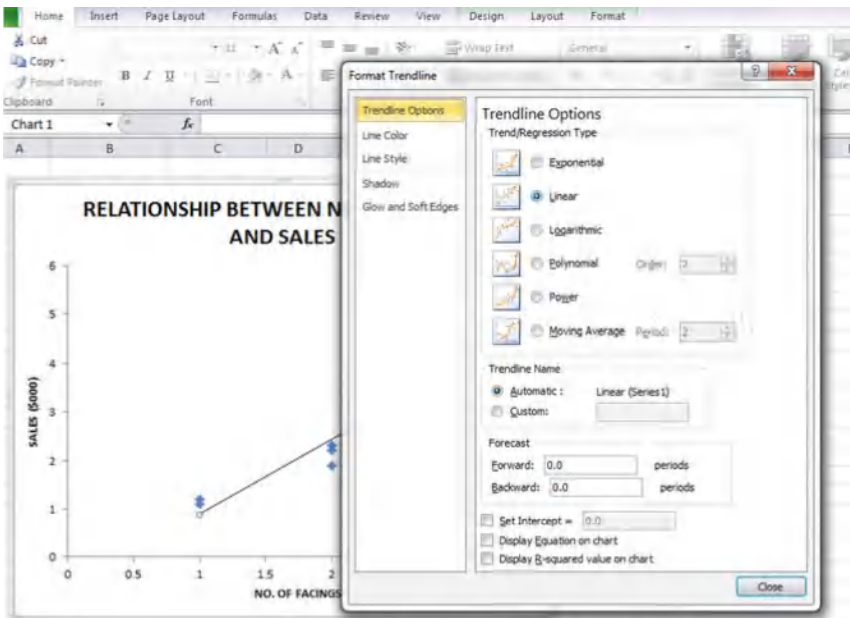 Home Insert Page Layout Formulas Data Review View Design Layout Format
Cut
Copy
Format Painter
B I U A A A
Wrap Text General
Clipboard Font
Chart 1 fx
A B C D
RELATIONSHIP BETWEEN N
AND SALES
6
5
4
3
2
1
0
SALES ($000)
0 0.5 1 1.5 2
NO. OF FACINGS
Format Trendline
? X
Trendline Options
Line Color
Line Style
Shadow
Glow and Soft Edges
Trendline Options
Trend/Regression Type
Exponential
Linear
Logarithmic
Polynomial Order: 2
Power
Moving Average Period: 2
Trendline Name
Automatic : Linear (Series1)
Custom:
Forecast
Forward: 0.0 periods
Backward: 0.0 periods
Set Intercept = 0.0
Display Equation on chart
Display R-squared value on chart
Close